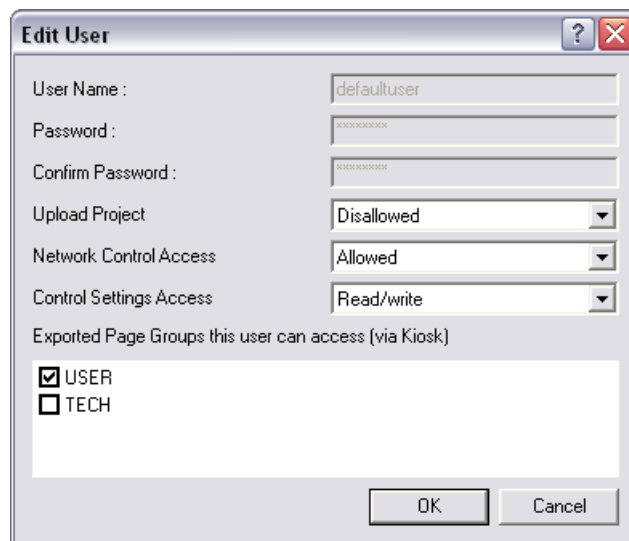 Edit User
User Name : defaultuser
Password : ********
Confirm Password : ********
Upload Project Disallowed
Network Control Access Allowed
Control Settings Access Read/write
Exported Page Groups this user can access (via Kiosk)
USER
TECH
OK Cancel